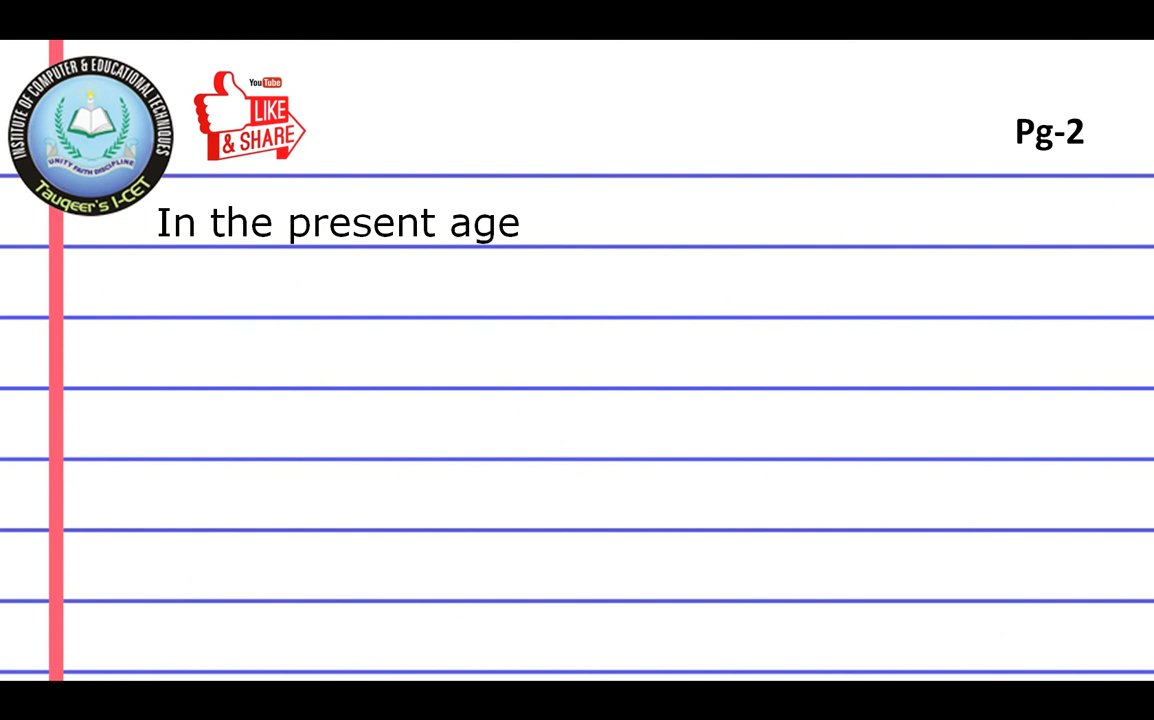 INSTITUTE OF COMPUTER & EDUCATIONAL TECHNIQUES
UNITY FAITH DISCIPLINE
Tauqeer's I-CET
YouTube
LIKE
& SHARE
Pg-2
In the present age